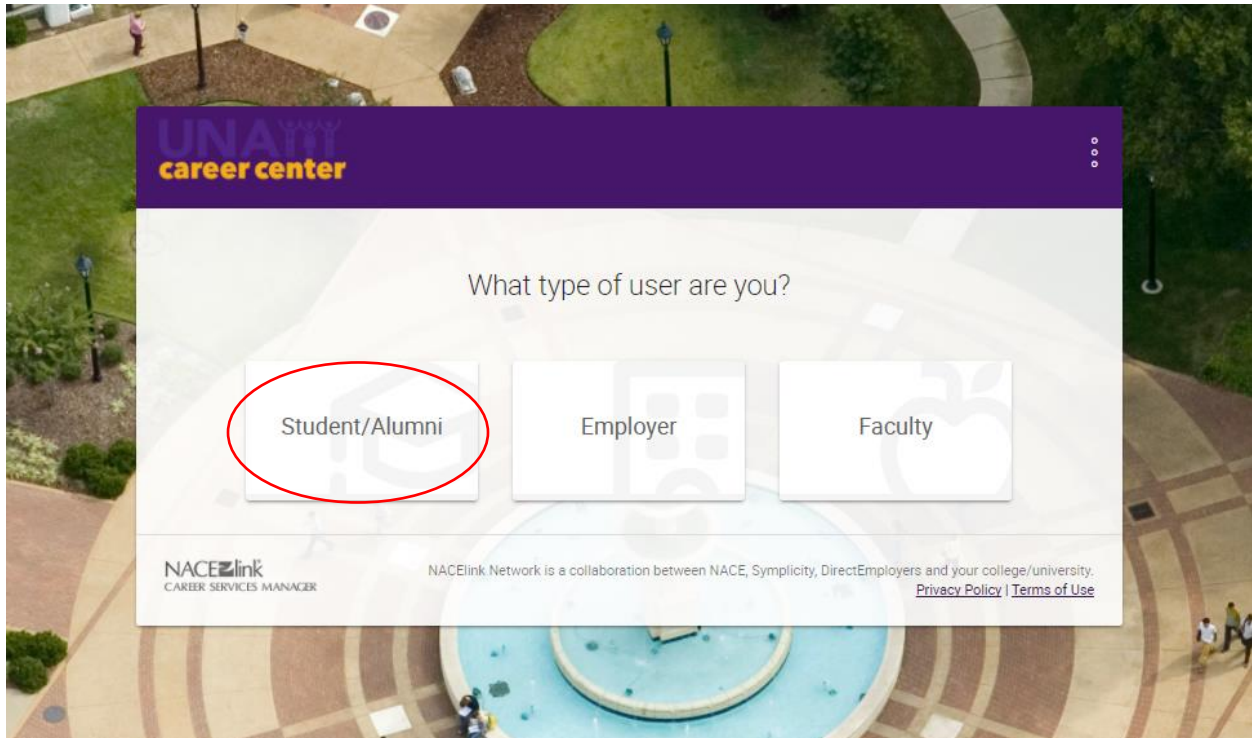 UNA
career center
What type of user are you?
Student/Alumni
Employer
Faculty
NACElink
CAREER SERVICES MANAGER
NACElink Network is a collaboration between NACE, Symplicity, DirectEmployers and your college/university.
Privacy Policy | Terms of Use